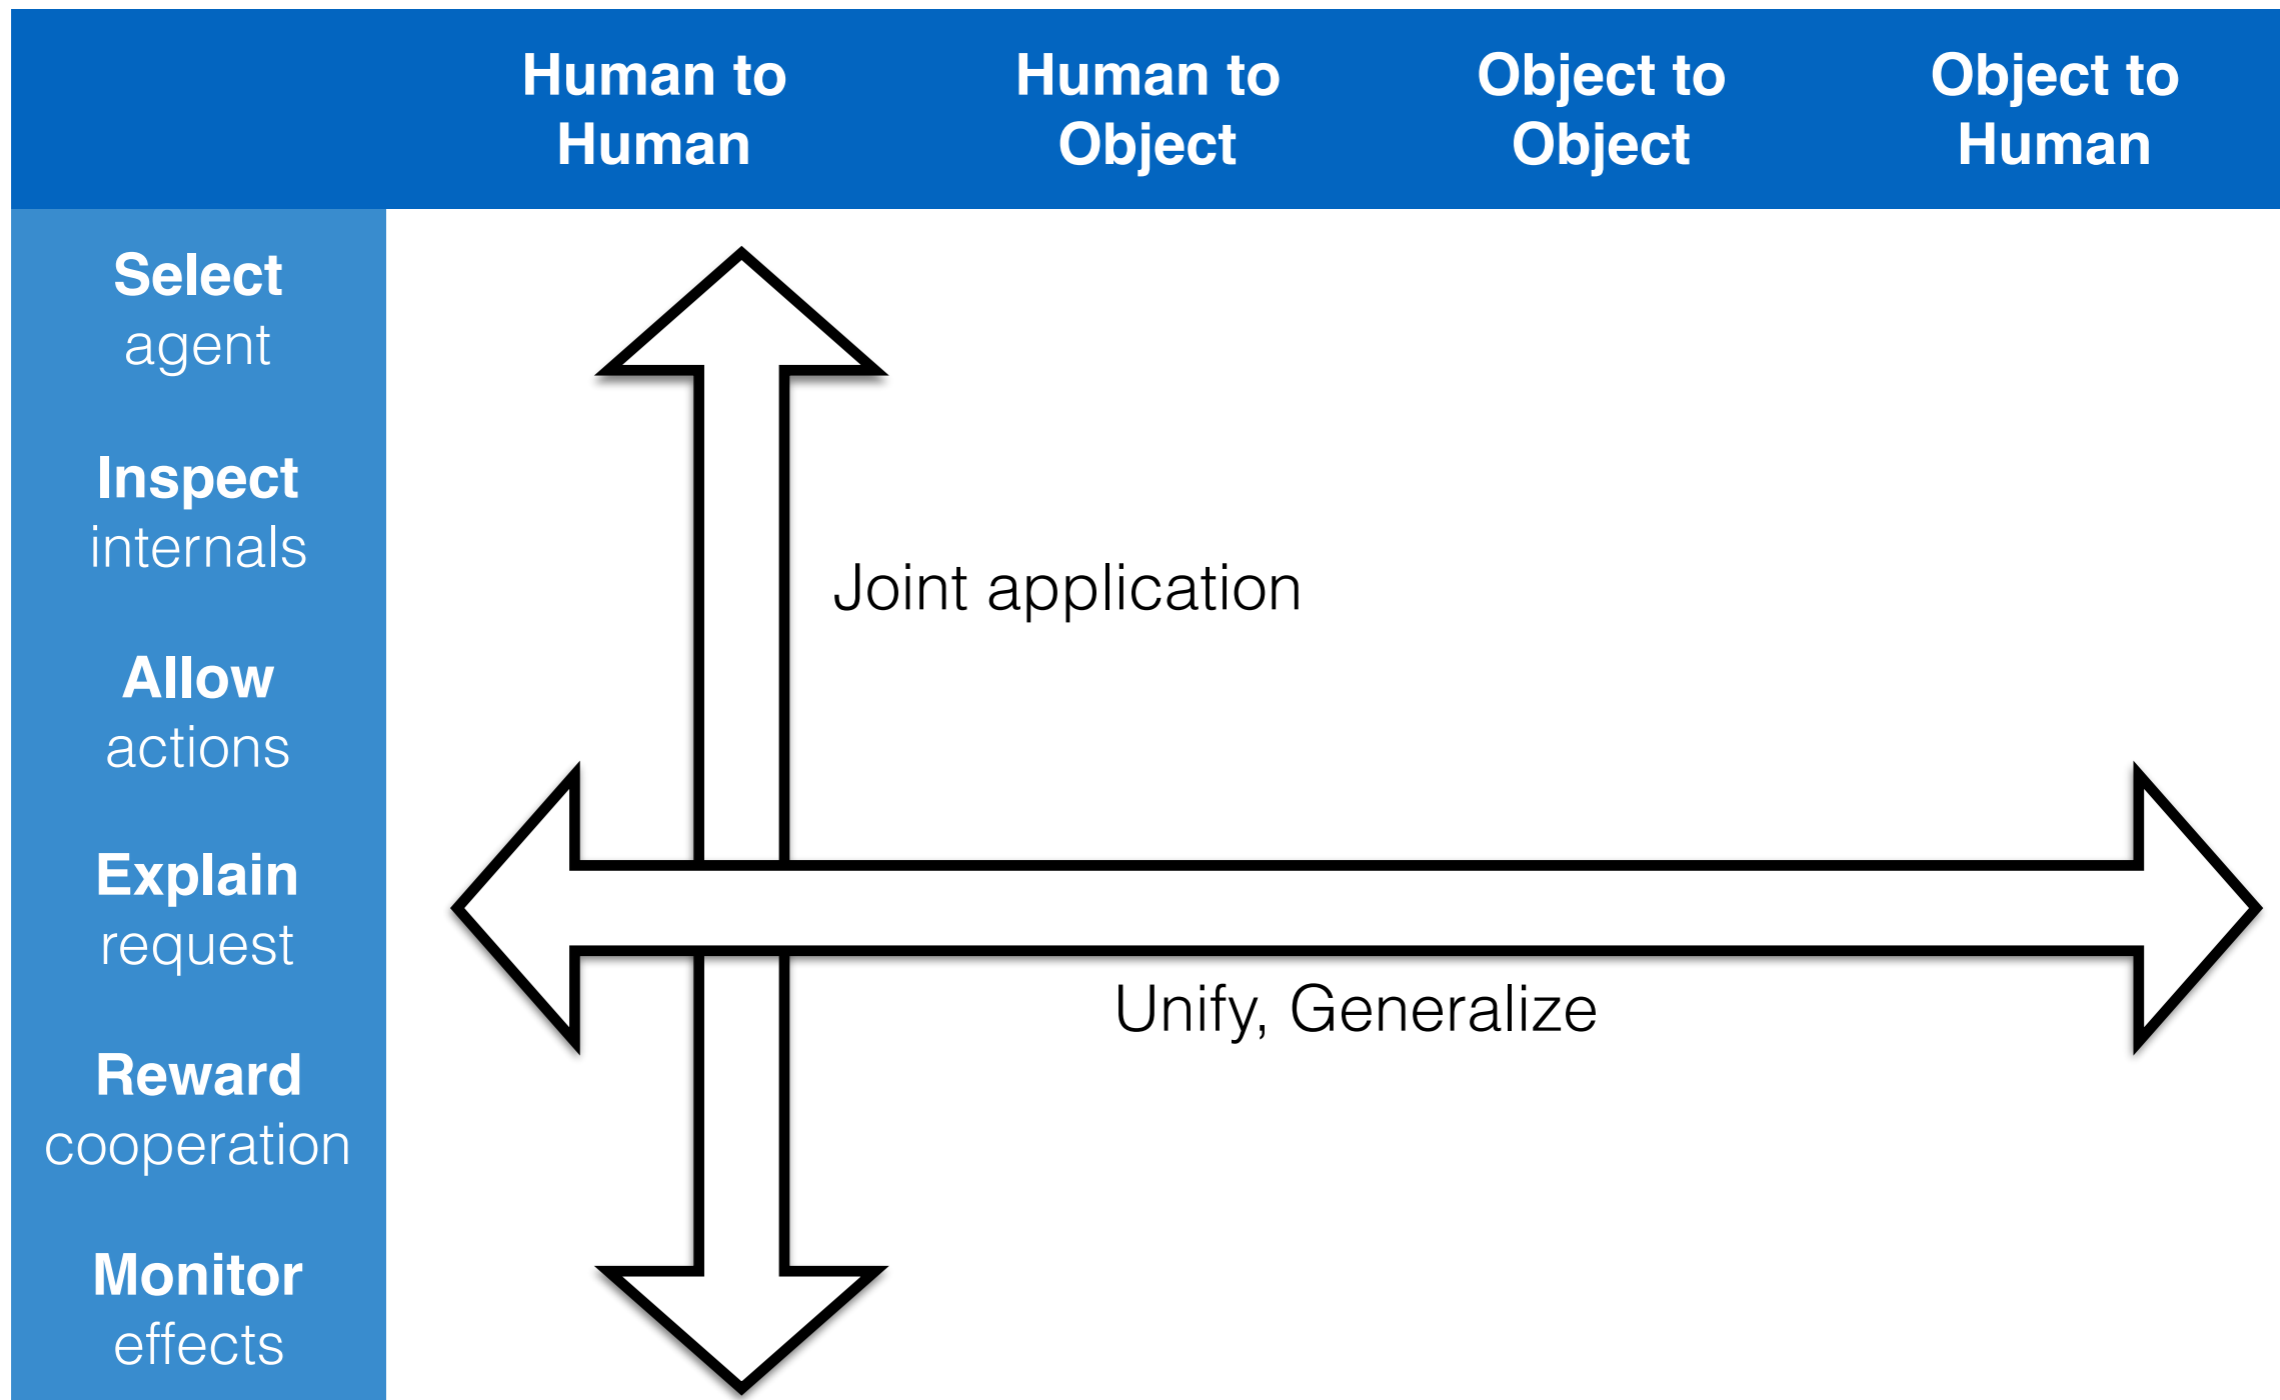 Human to
Human
Human to
Object
Object to
Object
Object to
Human
Select
agent
Inspect
internals
Joint application
Allow
actions
Explain
request
Unify, Generalize
Reward
cooperation
Monitor
effects